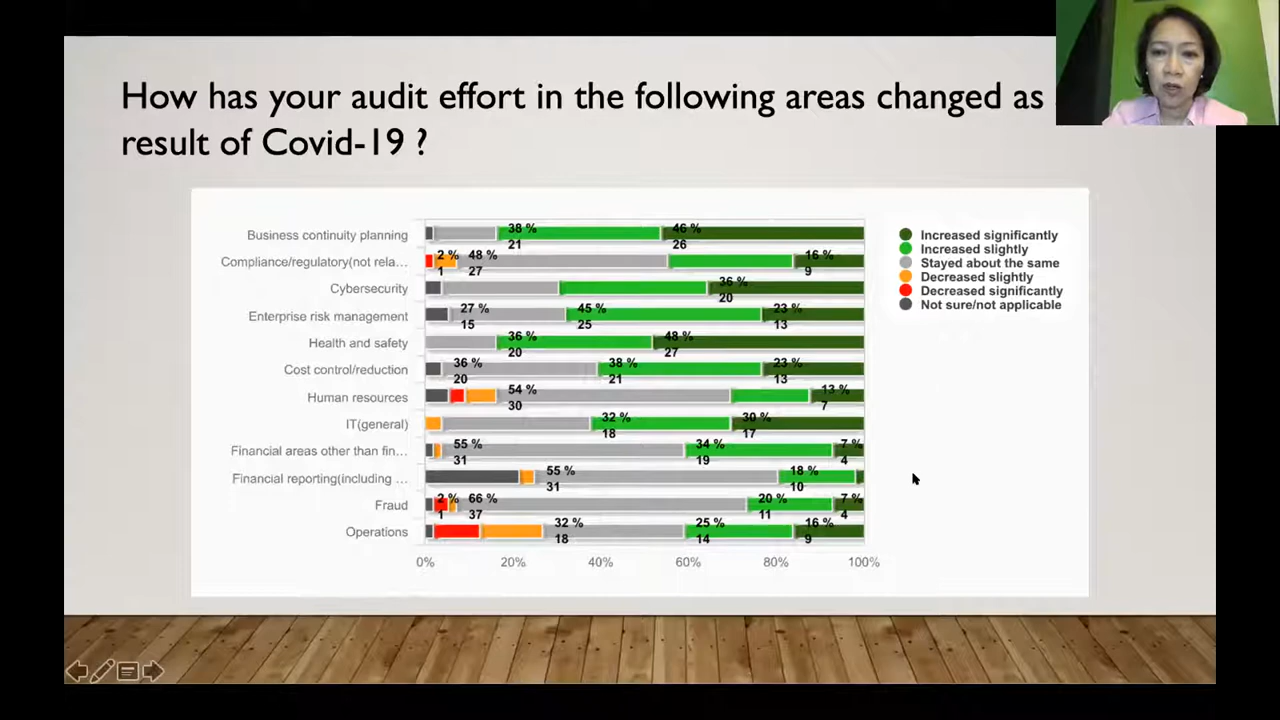 How has your audit effort in the following areas changed as
result of Covid-19 ?
Business continuity planning 38 % 21 46 % 26
Compliance/regulatory(not rela... 2 % 1 48 % 27 16 % 9
Cybersecurity 36 % 20
Enterprise risk management 27 % 15 45 % 25 23 % 13
Health and safety 36 % 20 48 % 27
Cost control/reduction 36 % 20 38 % 21 23 % 13
Human resources 54 % 30 13 % 7
IT(general) 32 % 18 30 % 17
Financial areas other than fin... 55 % 31 34 % 19 7 % 4
Financial reporting(including ... 55 % 31 18 % 10
Fraud 2 % 1 66 % 37 20 % 11 7 % 4
Operations 32 % 18 25 % 14 16 % 9
0% 20% 40% 60% 80% 100%
Increased significantly
Increased slightly
Stayed about the same
Decreased slightly
Decreased significantly
Not sure/not applicable